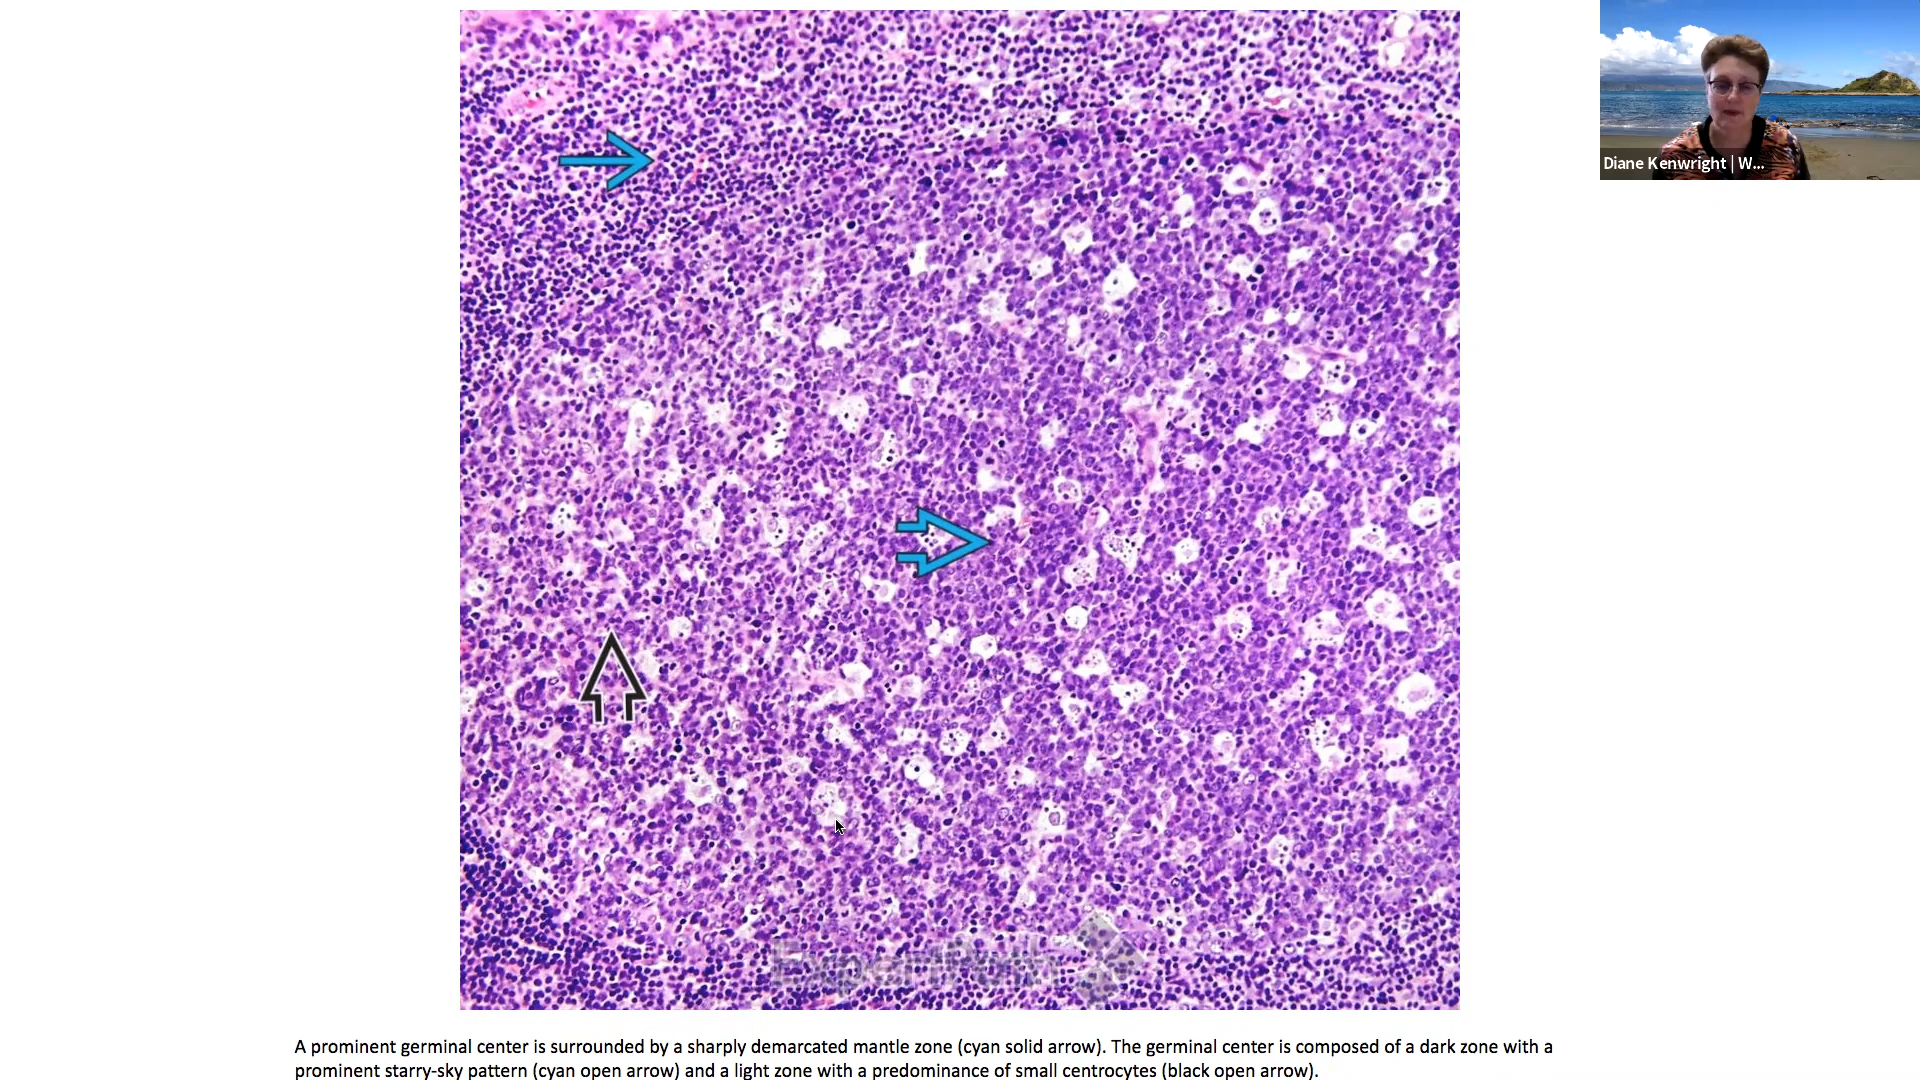 Diane Kenwright | W...
ExpertPath
A prominent germinal center is surrounded by a sharply demarcated mantle zone (cyan solid arrow). The germinal center is composed of a dark zone with a
prominent starry-sky pattern (cyan open arrow) and a light zone with a predominance of small centrocytes (black open arrow).